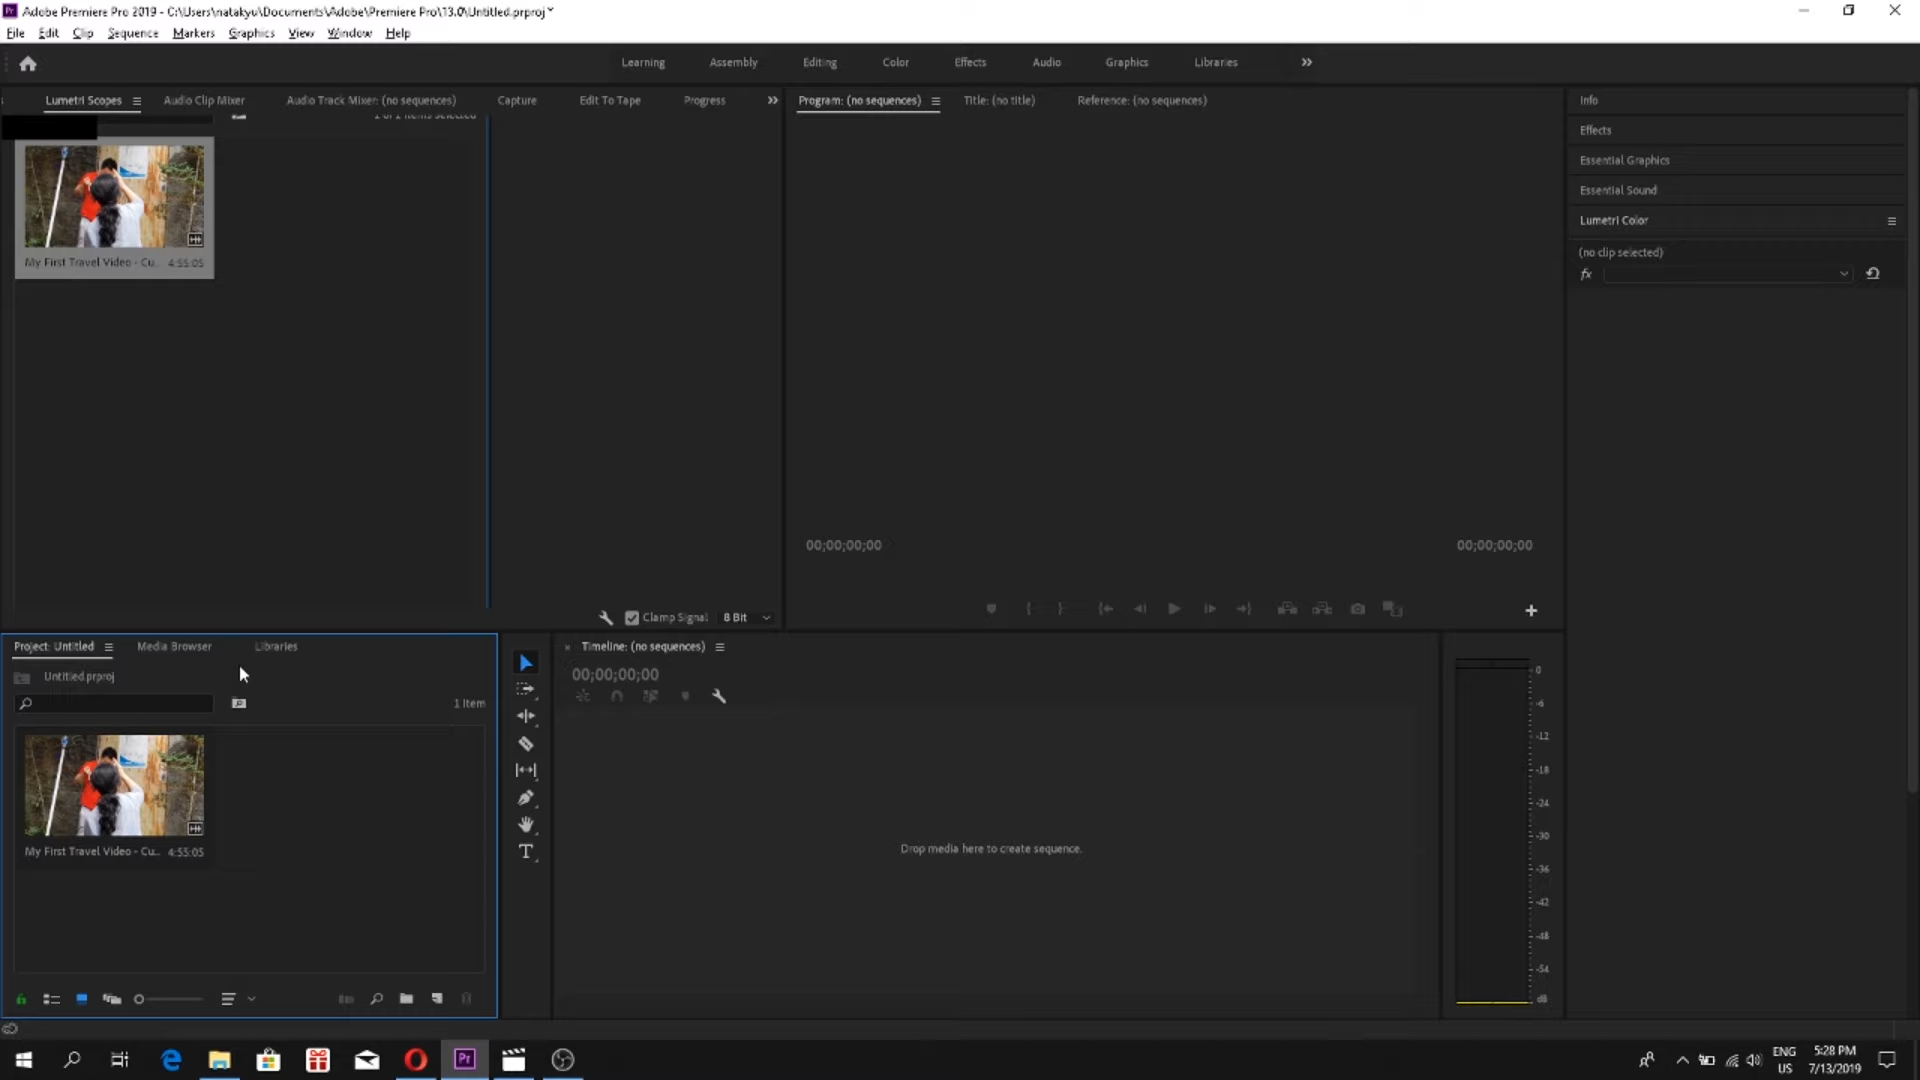 Adobe Premiere Pro 2019 - C:\Users\natakyu\Documents\Adobe\Premiere Pro\13.0\Untitled.prproj *
File Edit Clip Sequence Markers Graphics View Window Help
Learning Assembly Editing Color Effects Audio Graphics Libraries
Lumetri Scopes Audio Clip Mixer Audio Track Mixer: (no sequences) Capture Edit To Tape Progress
Program: (no sequences) Title: (no title) Reference: (no sequences)
Info
1 of 1 items selected
Effects
Essential Graphics
Essential Sound
Lumetri Color
(no clip selected)
fx
My First Travel Video - Cu... 4:55:05
00;00;00;00 00;00;00;00
Clamp Signal 8 Bit
Project: Untitled Media Browser Libraries
Untitled.prproj
1 Item
My First Travel Video - Cu... 4:55:05
Timeline: (no sequences)
00;00;00;00
Drop media here to create sequence.
T
0
-6
-12
-18
-24
-30
-36
-42
-48
-54
dB
Pr
ENG
US
5:28 PM
7/13/2019